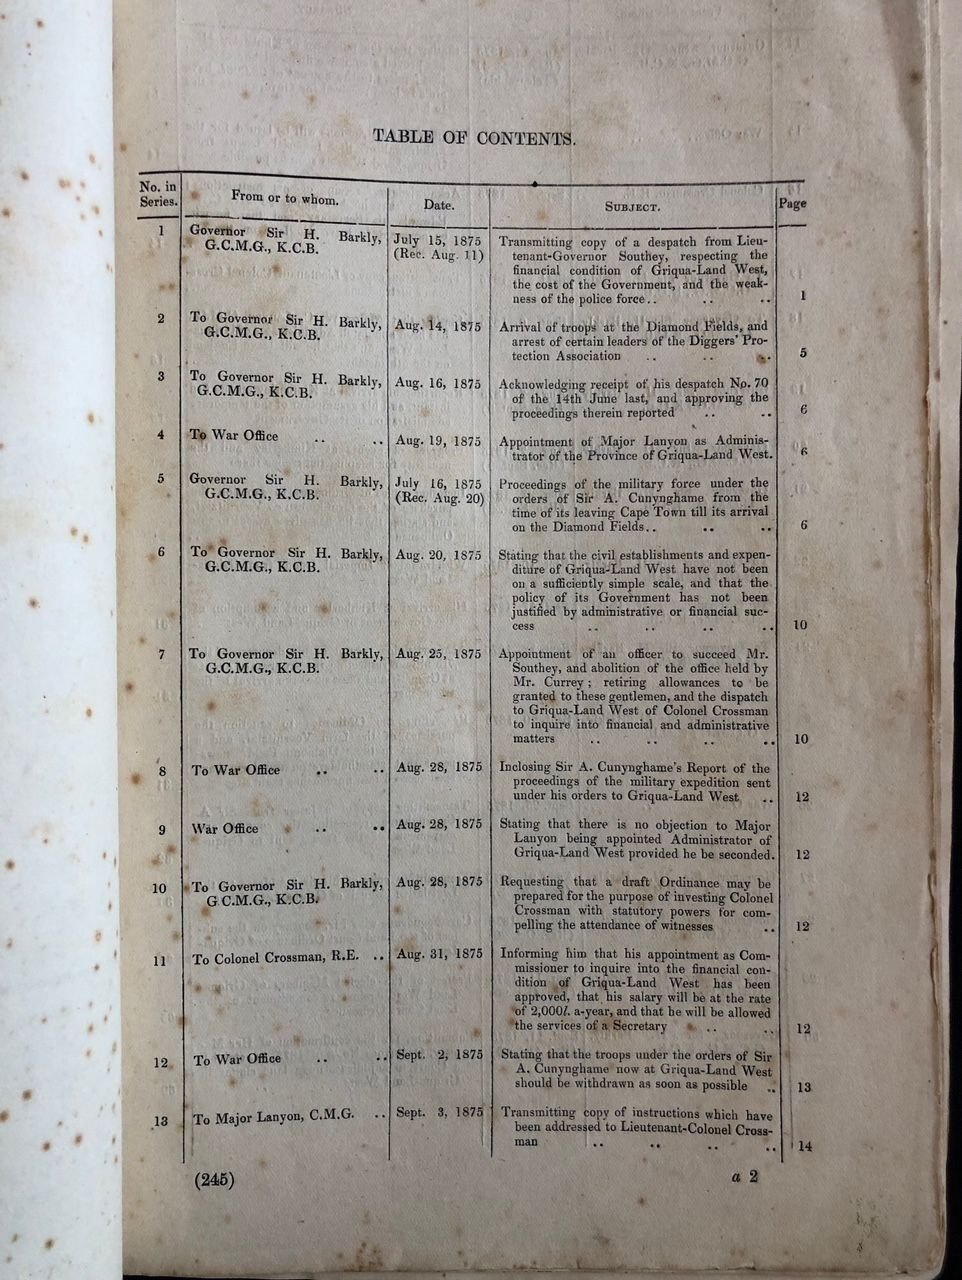 TABLE OF CONTENTS.
No. in Series. From or to whom. Date. SUBJECT. Page
1 Governor Sir H. Barkly, July 15, 1875 Transmitting copy of a despatch from Lieu-
G.C.M.G., K.C.B. (Rec. Aug. 11) tenant-Governor Southey, respecting the
financial condition of Griqua-Land West,
the cost of the Government, and the weak-
ness of the police force.. .. .. 1
2 To Governor Sir H. Barkly, Aug. 14, 1875 Arrival of troops at the Diamond Fields, and
G.C.M.G., K.C.B. arrest of certain leaders of the Diggers' Pro-
tection Association .. .. .. 5
3 To Governor Sir H. Barkly, Aug. 16, 1875 Acknowledging receipt of his despatch No. 70
G.C.M.G., K.C.B. of the 14th June last, and approving the
proceedings therein reported .. .. 6
4 To War Office .. .. Aug. 19, 1875 Appointment of Major Lanyon as Adminis-
trator of the Province of Griqua-Land West. 6
5 Governor Sir H. Barkly, July 16, 1875 Proceedings of the military force under the
G.C.M.G., K.C.B. (Rec. Aug. 20) orders of Sir A. Cunynghame from the
time of its leaving Cape Town till its arrival
on the Diamond Fields.. .. .. 6
6 To Governor Sir H. Barkly, Aug. 20, 1875 Stating that the civil establishments and expen-
G.C.M.G., K.C.B. diture of Griqua-Land West have not been
on a sufficiently simple scale, and that the
policy of its Government has not been
justified by administrative or financial suc-
cess .. .. .. .. 10
7 To Governor Sir H. Barkly, Aug. 25, 1875 Appointment of an officer to succeed Mr.
G.C.M.G., K.C.B. Southey, and abolition of the office held by
Mr. Currey; retiring allowances to be
granted to these gentlemen, and the dispatch
to Griqua-Land West of Colonel Crossman
to inquire into financial and administrative
matters .. .. .. .. 10
8 To War Office .. .. Aug. 28, 1875 Inclosing Sir A. Cunynghame's Report of the
proceedings of the military expedition sent
under his orders to Griqua-Land West .. 12
9 War Office .. .. Aug. 28, 1875 Stating that there is no objection to Major
Lanyon being appointed Administrator of
Griqua-Land West provided he be seconded. 12
10 To Governor Sir H. Barkly, Aug. 28, 1875 Requesting that a draft Ordinance may be
G C.M.G., K.C.B. prepared for the purpose of investing Colonel
Crossman with statutory powers for com-
pelling the attendance of witnesses .. 12
11 To Colonel Crossman, R.E. .. Aug. 31, 1875 Informing him that his appointment as Com-
missioner to inquire into the financial con-
dition of Griqua-Land West has been
approved, that his salary will be at the rate
of 2,000l. a-year, and that he will be allowed
the services of a Secretary .. .. 12
12 To War Office .. .. Sept. 2, 1875 Stating that the troops under the orders of Sir
A. Cunynghame now at Griqua-Land West
should be withdrawn as soon as possible .. 13
13 To Major Lanyon, C.M.G. .. Sept. 3, 1875 Transmitting copy of instructions which have
been addressed to Lieutenant-Colonel Cross-
man .. .. .. .. 14
(245) a 2